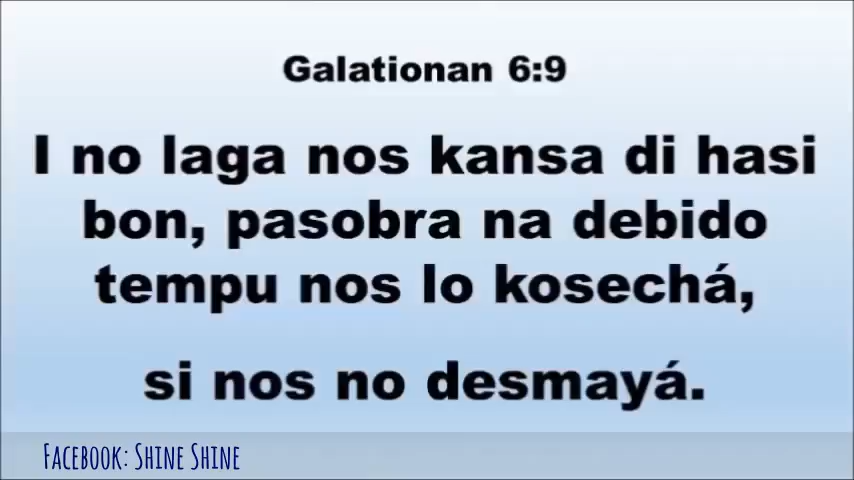 Galationan 6:9
I no laga nos kansa di hasi
bon, pasobra na debido
tempu nos lo kosechá,
si nos no desmayá.
Facebook: Shine Shine